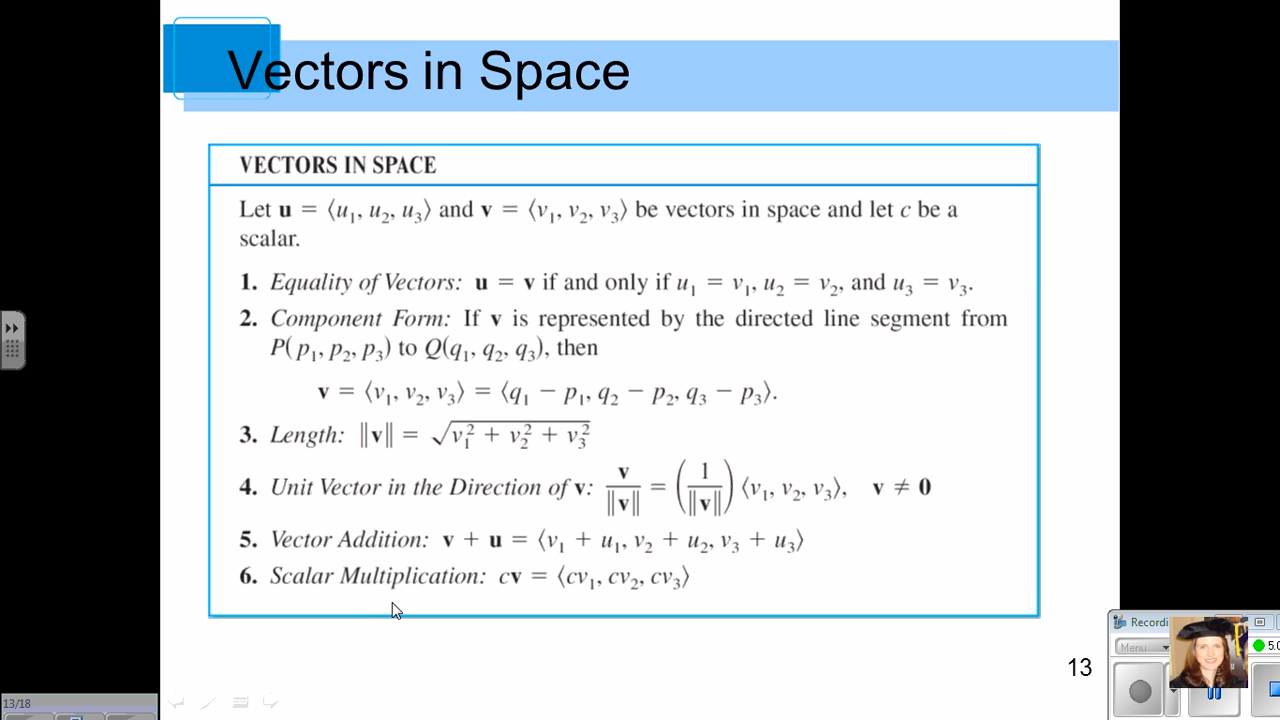 Vectors in Space
VECTORS IN SPACE
Let u = ⟨u₁, u₂, u₃⟩ and v = ⟨v₁, v₂, v₃⟩ be vectors in space and let c be a
scalar.
1. Equality of Vectors: u = v if and only if u₁ = v₁, u₂ = v₂, and u₃ = v₃.
2. Component Form: If v is represented by the directed line segment from
P(p₁, p₂, p₃) to Q(q₁, q₂, q₃), then
v = ⟨v₁, v₂, v₃⟩ = ⟨q₁ − p₁, q₂ − p₂, q₃ − p₃⟩.
3. Length: ‖v‖ = √(v₁² + v₂² + v₃²)
4. Unit Vector in the Direction of v: v/‖v‖ = (1/‖v‖) ⟨v₁, v₂, v₃⟩, v ≠ 0
5. Vector Addition: v + u = ⟨v₁ + u₁, v₂ + u₂, v₃ + u₃⟩
6. Scalar Multiplication: cv = ⟨cv₁, cv₂, cv₃⟩
13
13/18
Recordi
Menu
5.0